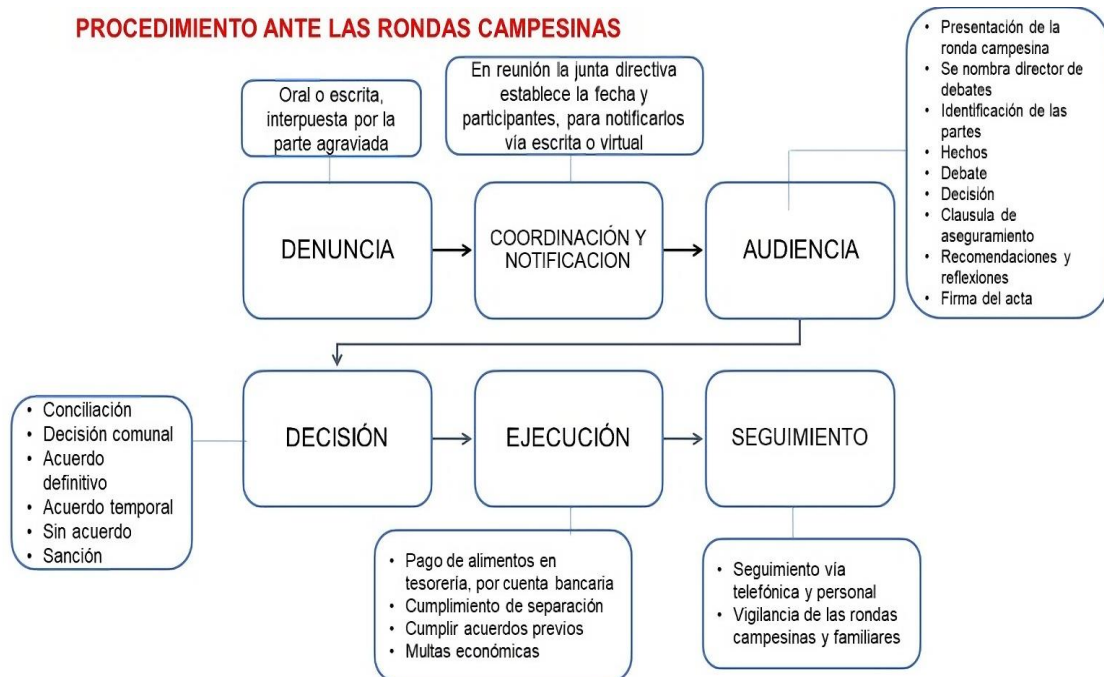 PROCEDIMIENTO ANTE LAS RONDAS CAMPESINAS
Oral o escrita,
interpuesta por la
parte agraviada
En reunión la junta directiva
establece la fecha y
participantes, para notificarlos
vía escrita o virtual
• Presentación de la
ronda campesina
• Se nombra director de
debates
• Identificación de las
partes
• Hechos
• Debate
• Decisión
• Clausula de
aseguramiento
• Recomendaciones y
reflexiones
• Firma del acta
DENUNCIA
COORDINACIÓN Y
NOTIFICACION
AUDIENCIA
• Conciliación
• Decisión comunal
• Acuerdo
definitivo
• Acuerdo temporal
• Sin acuerdo
• Sanción
DECISIÓN
EJECUCIÓN
SEGUIMIENTO
• Pago de alimentos en
tesorería, por cuenta bancaria
• Cumplimiento de separación
• Cumplir acuerdos previos
• Multas económicas
• Seguimiento vía
telefónica y personal
• Vigilancia de las rondas
campesinas y familiares